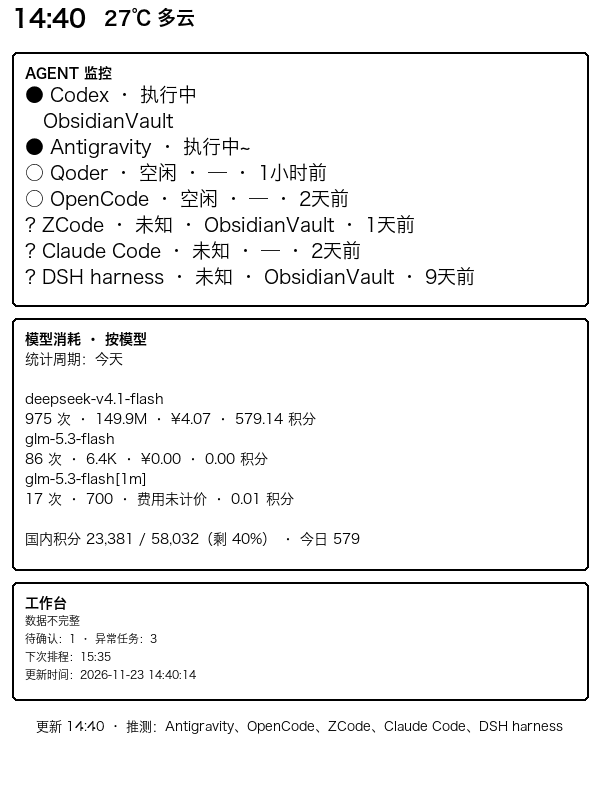 14:40 27℃ 多云
AGENT 监控
● Codex · 执行中
ObsidianVault
● Antigravity · 执行中~
○ Qoder · 空闲 · — · 1小时前
○ OpenCode · 空闲 · — · 2天前
? ZCode · 未知 · ObsidianVault · 1天前
? Claude Code · 未知 · — · 2天前
? DSH harness · 未知 · ObsidianVault · 9天前
模型消耗 · 按模型
统计周期：今天
deepseek-v4.1-flash
975 次 · 149.9M · ¥4.07 · 579.14 积分
glm-5.3-flash
86 次 · 6.4K · ¥0.00 · 0.00 积分
glm-5.3-flash[1m]
17 次 · 700 · 费用未计价 · 0.01 积分
国内积分 23,381 / 58,032（剩 40%） · 今日 579
工作台
数据不完整
待确认：1 · 异常任务：3
下次排程：15:35
更新时间：2026-11-23 14:40:14
更新 14:40 · 推测：Antigravity、OpenCode、ZCode、Claude Code、DSH harness